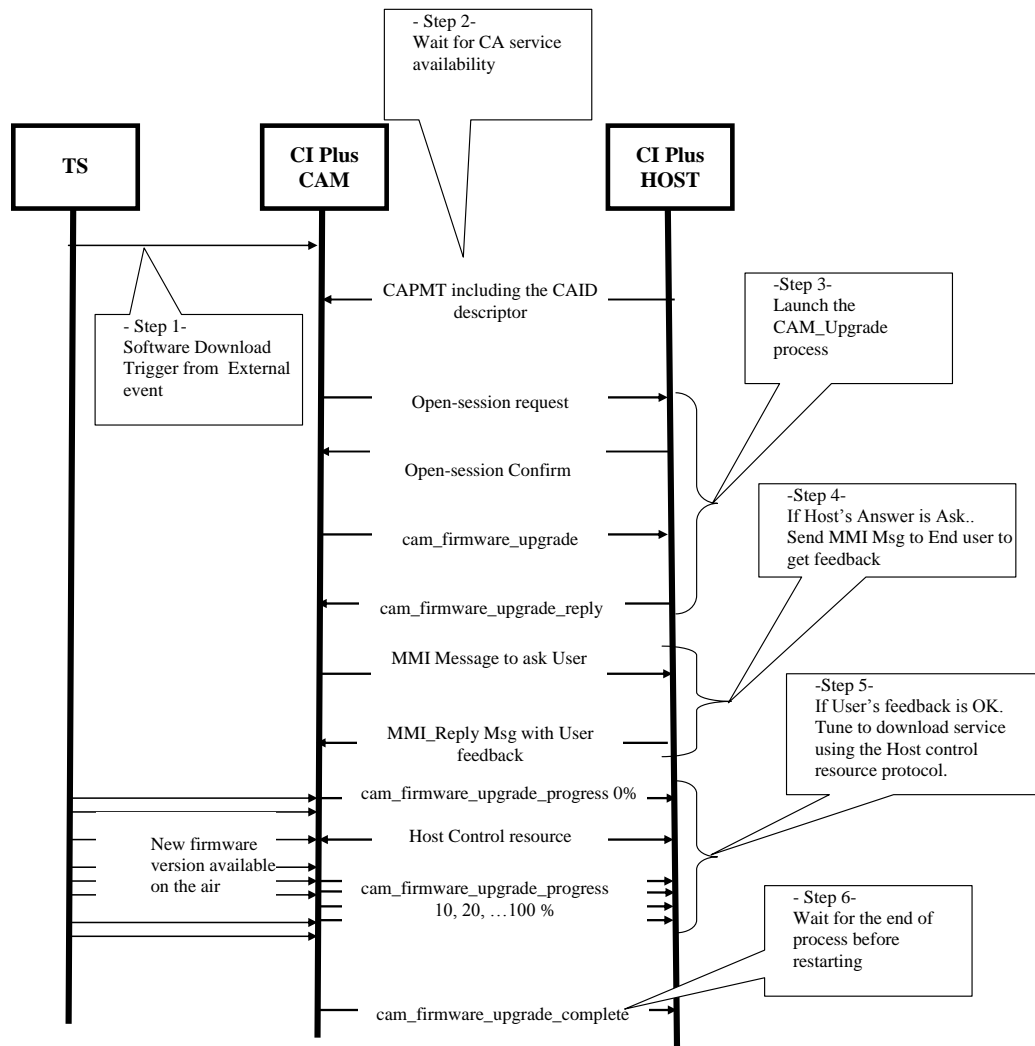 - Step 2-
Wait for CA service
availability
TS
CI Plus
CAM
CI Plus
HOST
CAPMT including the CAID
descriptor
- Step 1-
Software Download
Trigger from External
event
-Step 3-
Launch the
CAM_Upgrade
process
Open-session request
Open-session Confirm
-Step 4-
If Host's Answer is Ask..
Send MMI Msg to End user to
get feedback
cam_firmware_upgrade
cam_firmware_upgrade_reply
MMI Message to ask User
-Step 5-
If User's feedback is OK.
Tune to download service
using the Host control
resource protocol.
MMI_Reply Msg with User
feedback
cam_firmware_upgrade_progress 0%
Host Control resource
New firmware
version available
on the air
cam_firmware_upgrade_progress
10, 20, …100 %
- Step 6-
Wait for the end of
process before
restarting
cam_firmware_upgrade_complete